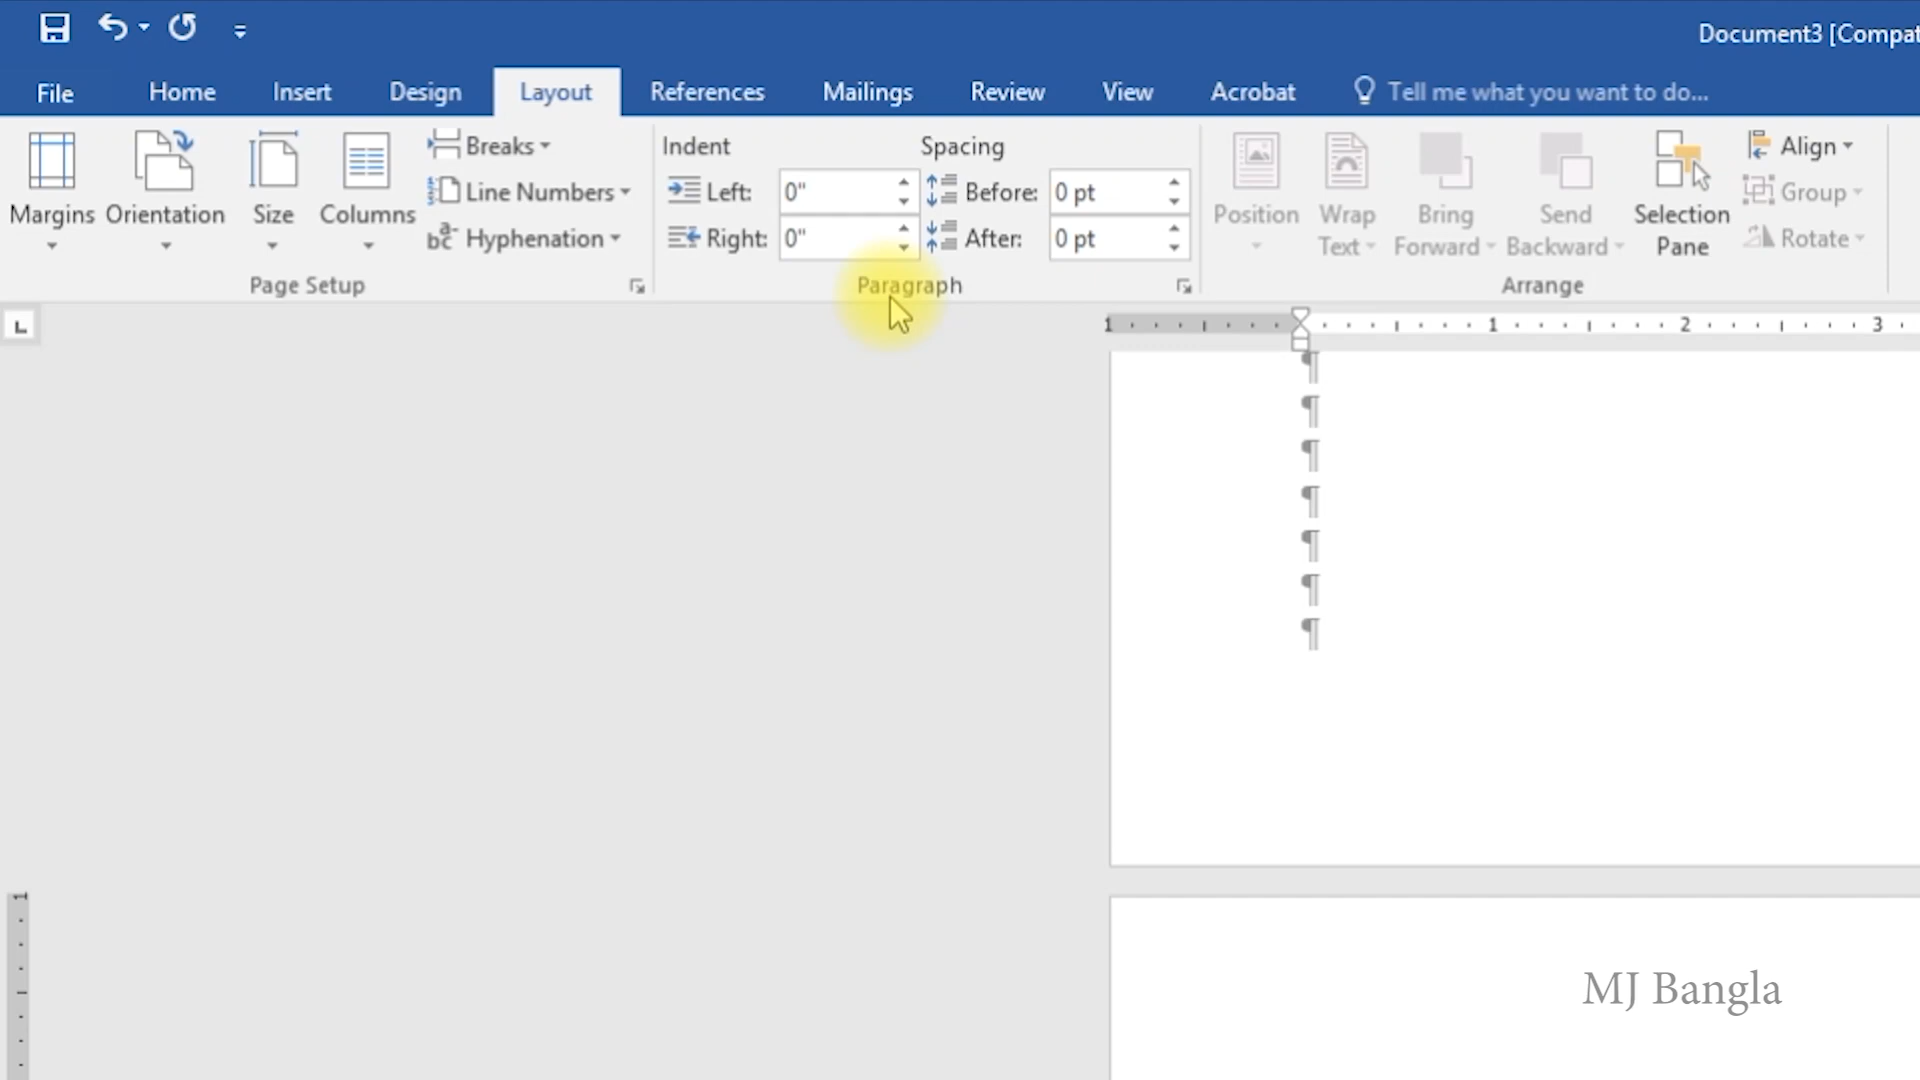 Document3 [Compat
File Home Insert Design Layout References Mailings Review View Acrobat Tell me what you want to do...
Margins Orientation Size Columns
Breaks
Line Numbers
Hyphenation
Page Setup
Indent Spacing
Left: 0" Before: 0 pt
Right: 0" After: 0 pt
Paragraph
Position Wrap Text Bring Forward Send Backward Selection Pane
Align
Group
Rotate
Arrange
L
1 1 2 3
¶
¶
¶
¶
¶
¶
¶
1
MJ Bangla